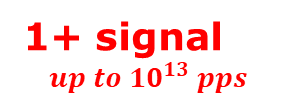 1+ signal
up to 10¹³ pps